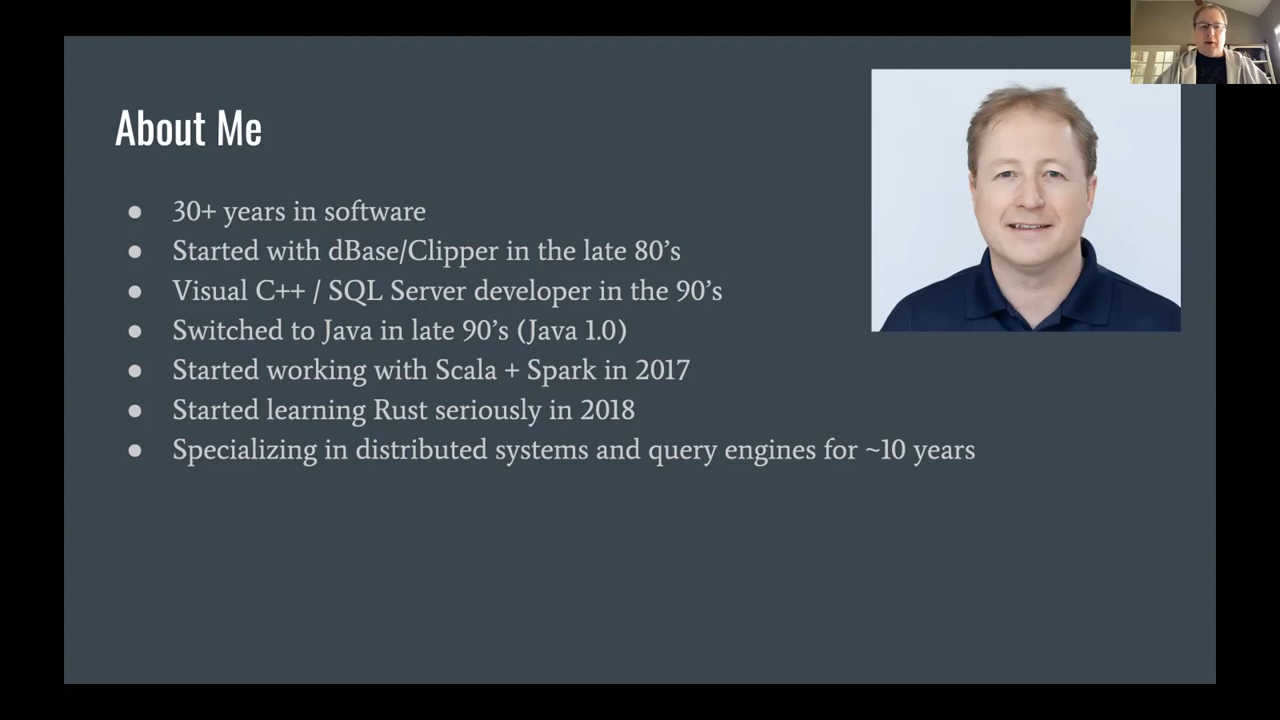 About Me
● 30+ years in software
● Started with dBase/Clipper in the late 80’s
● Visual C++ / SQL Server developer in the 90’s
● Switched to Java in late 90’s (Java 1.0)
● Started working with Scala + Spark in 2017
● Started learning Rust seriously in 2018
● Specializing in distributed systems and query engines for ~10 years